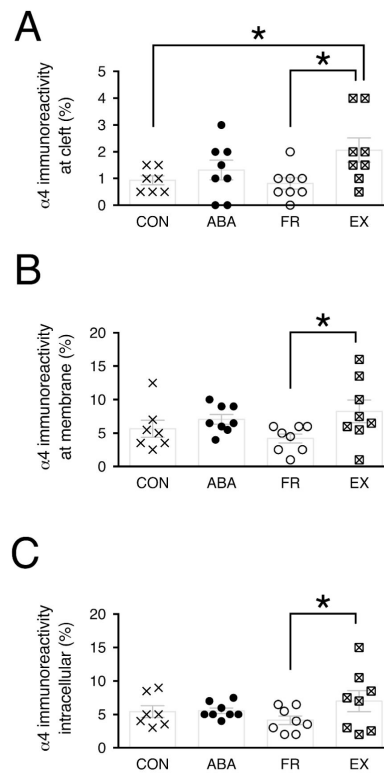 A
*
*
α4 immunoreactivity
at cleft (%)
5
4
3
2
1
0
CON ABA FR EX
B
*
α4 immunoreactivity
at membrane (%)
20
15
10
5
0
CON ABA FR EX
C
*
α4 immunoreactivity
intracellular (%)
20
15
10
5
0
CON ABA FR EX